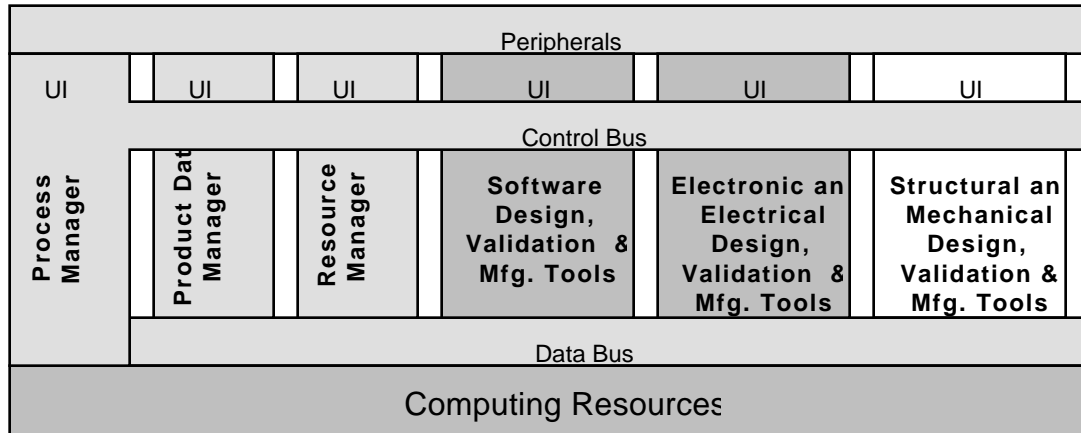 Peripherals
UI UI UI UI UI UI
Control Bus
Process
Manager
Product Dat
Manager
Resource
Manager
Software
Design,
Validation &
Mfg. Tools
Electronic an
Electrical
Design,
Validation &
Mfg. Tools
Structural an
Mechanical
Design,
Validation &
Mfg. Tools
Data Bus
Computing Resources